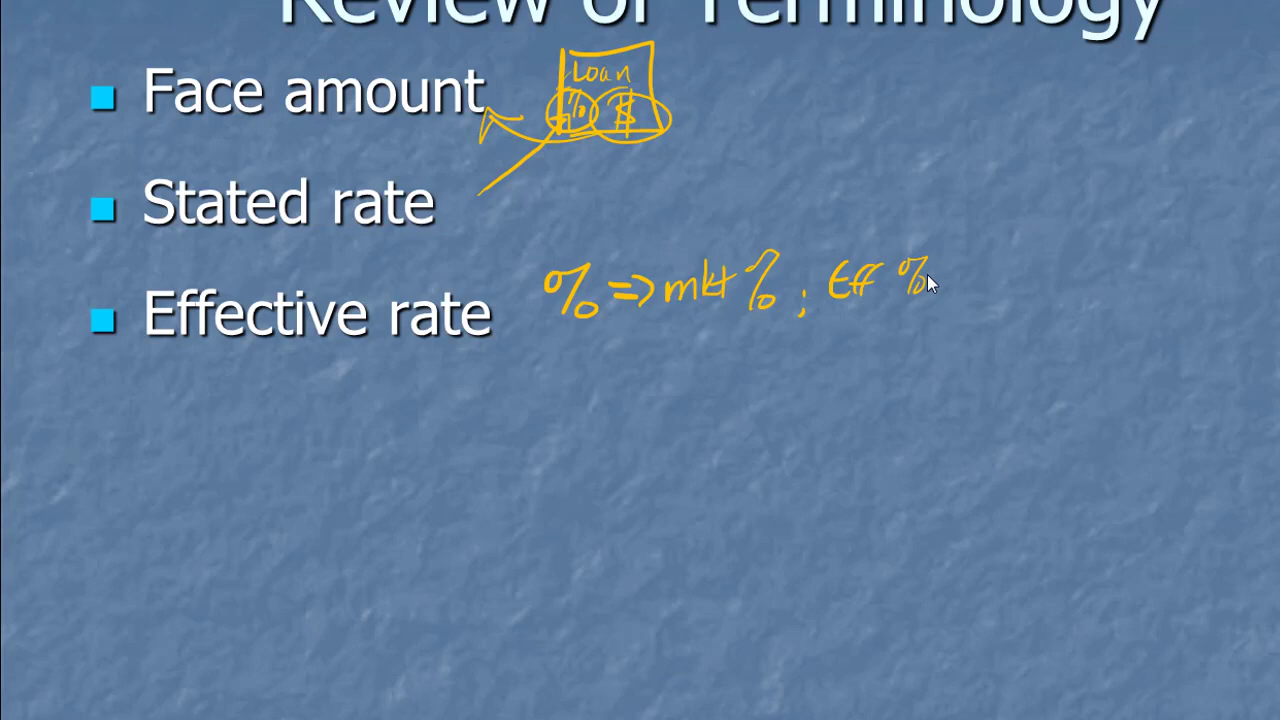 Review of Terminology
Face amount
Loan
% $
Stated rate
% => mkt % ; Eff %
Effective rate